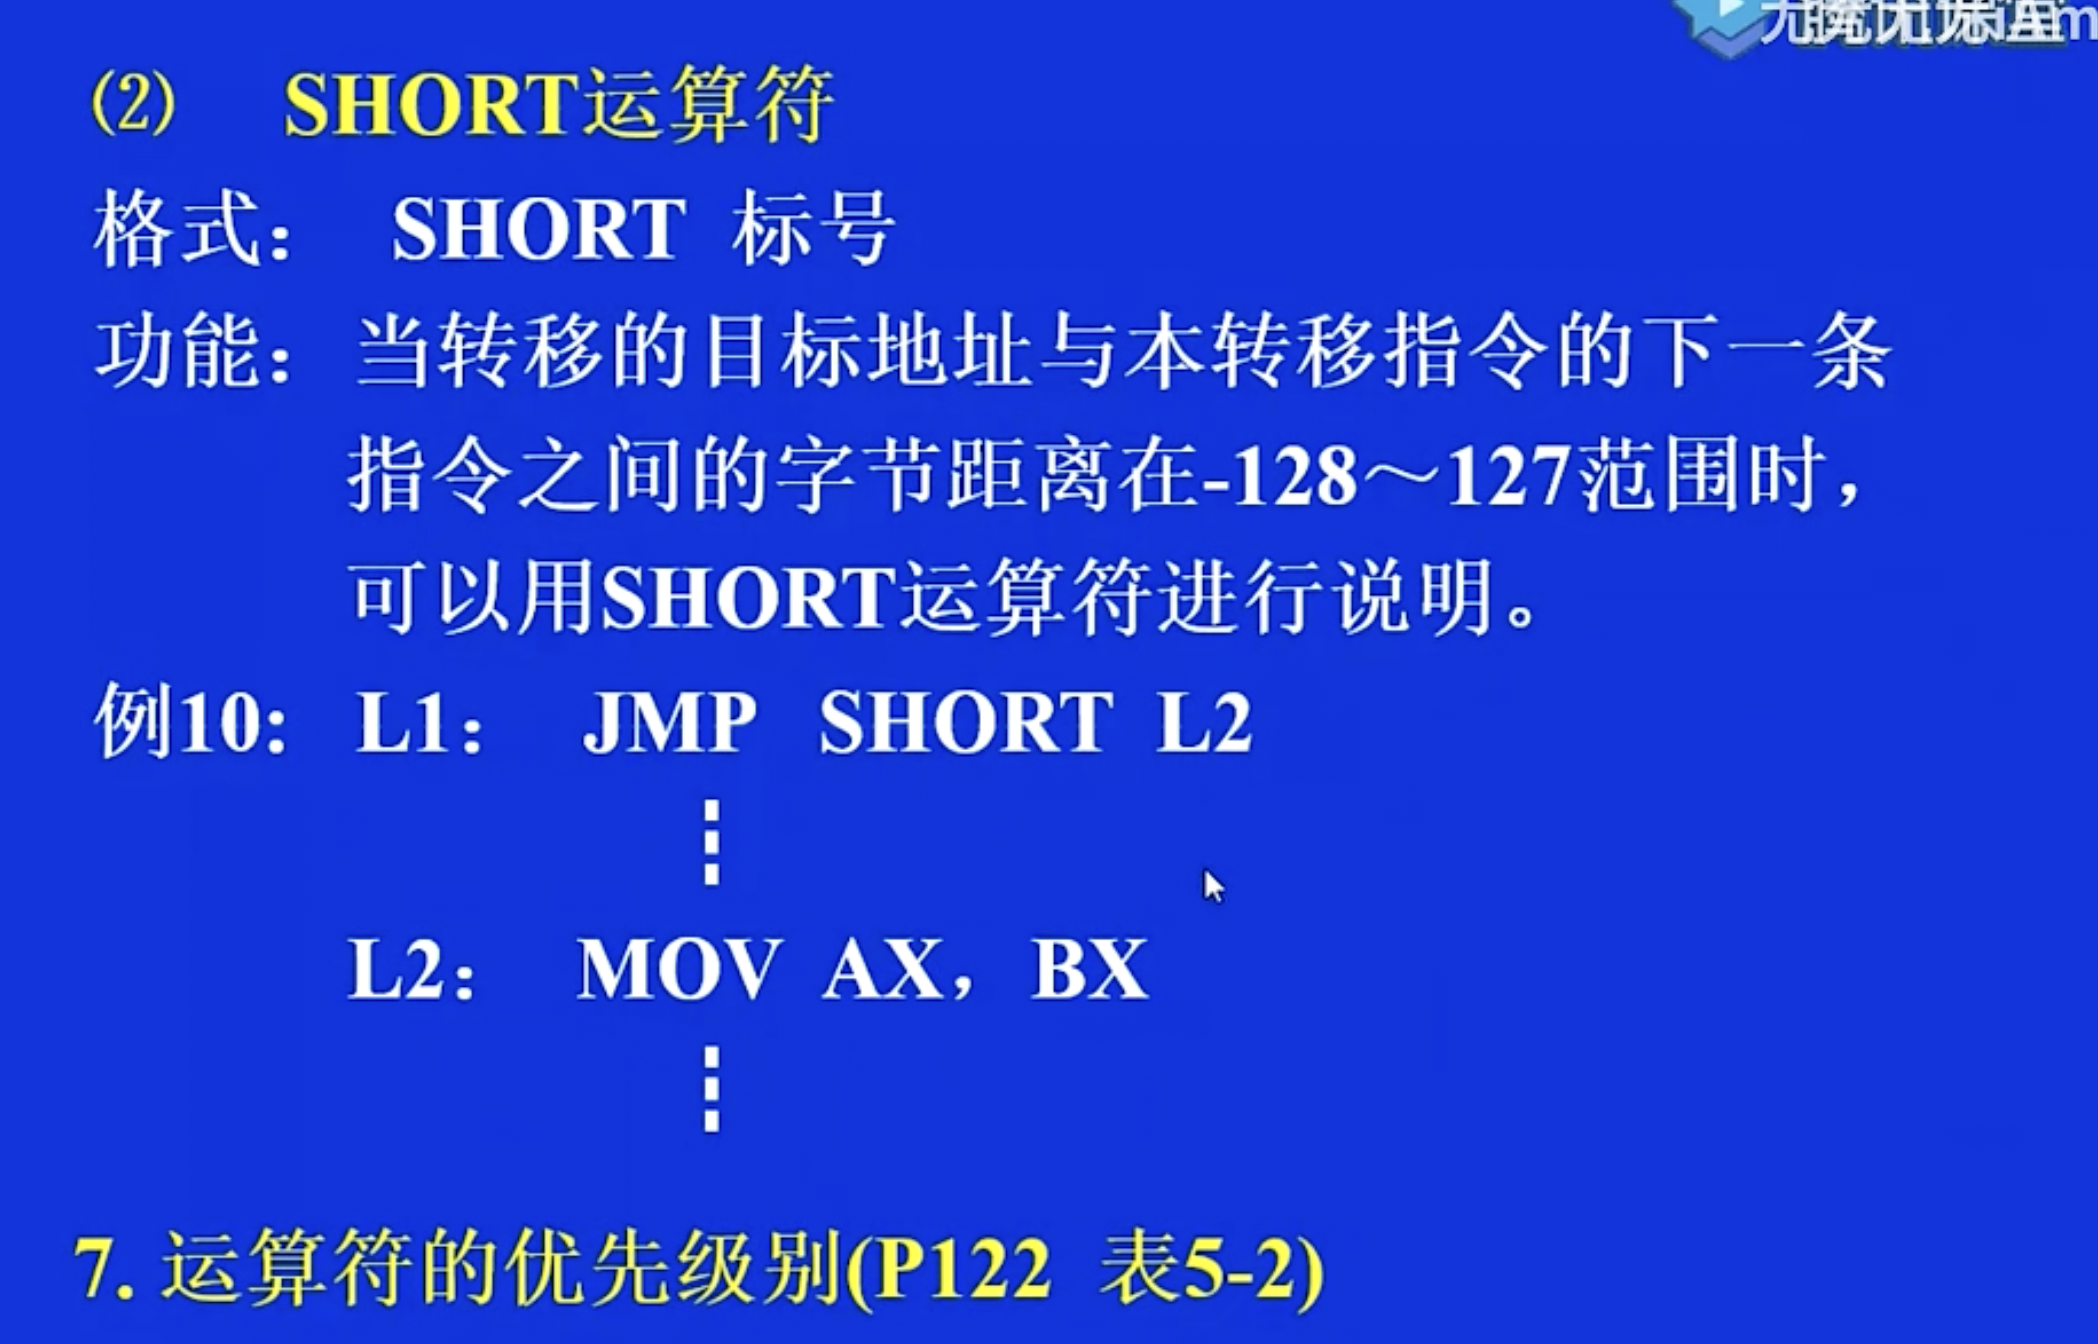 ⑵ SHORT运算符
格式： SHORT 标号
功能：当转移的目标地址与本转移指令的下一条
指令之间的字节距离在-128～127范围时，
可以用SHORT运算符进行说明。
例10: L1： JMP SHORT L2
L2： MOV AX，BX
7. 运算符的优先级别(P122 表5-2)